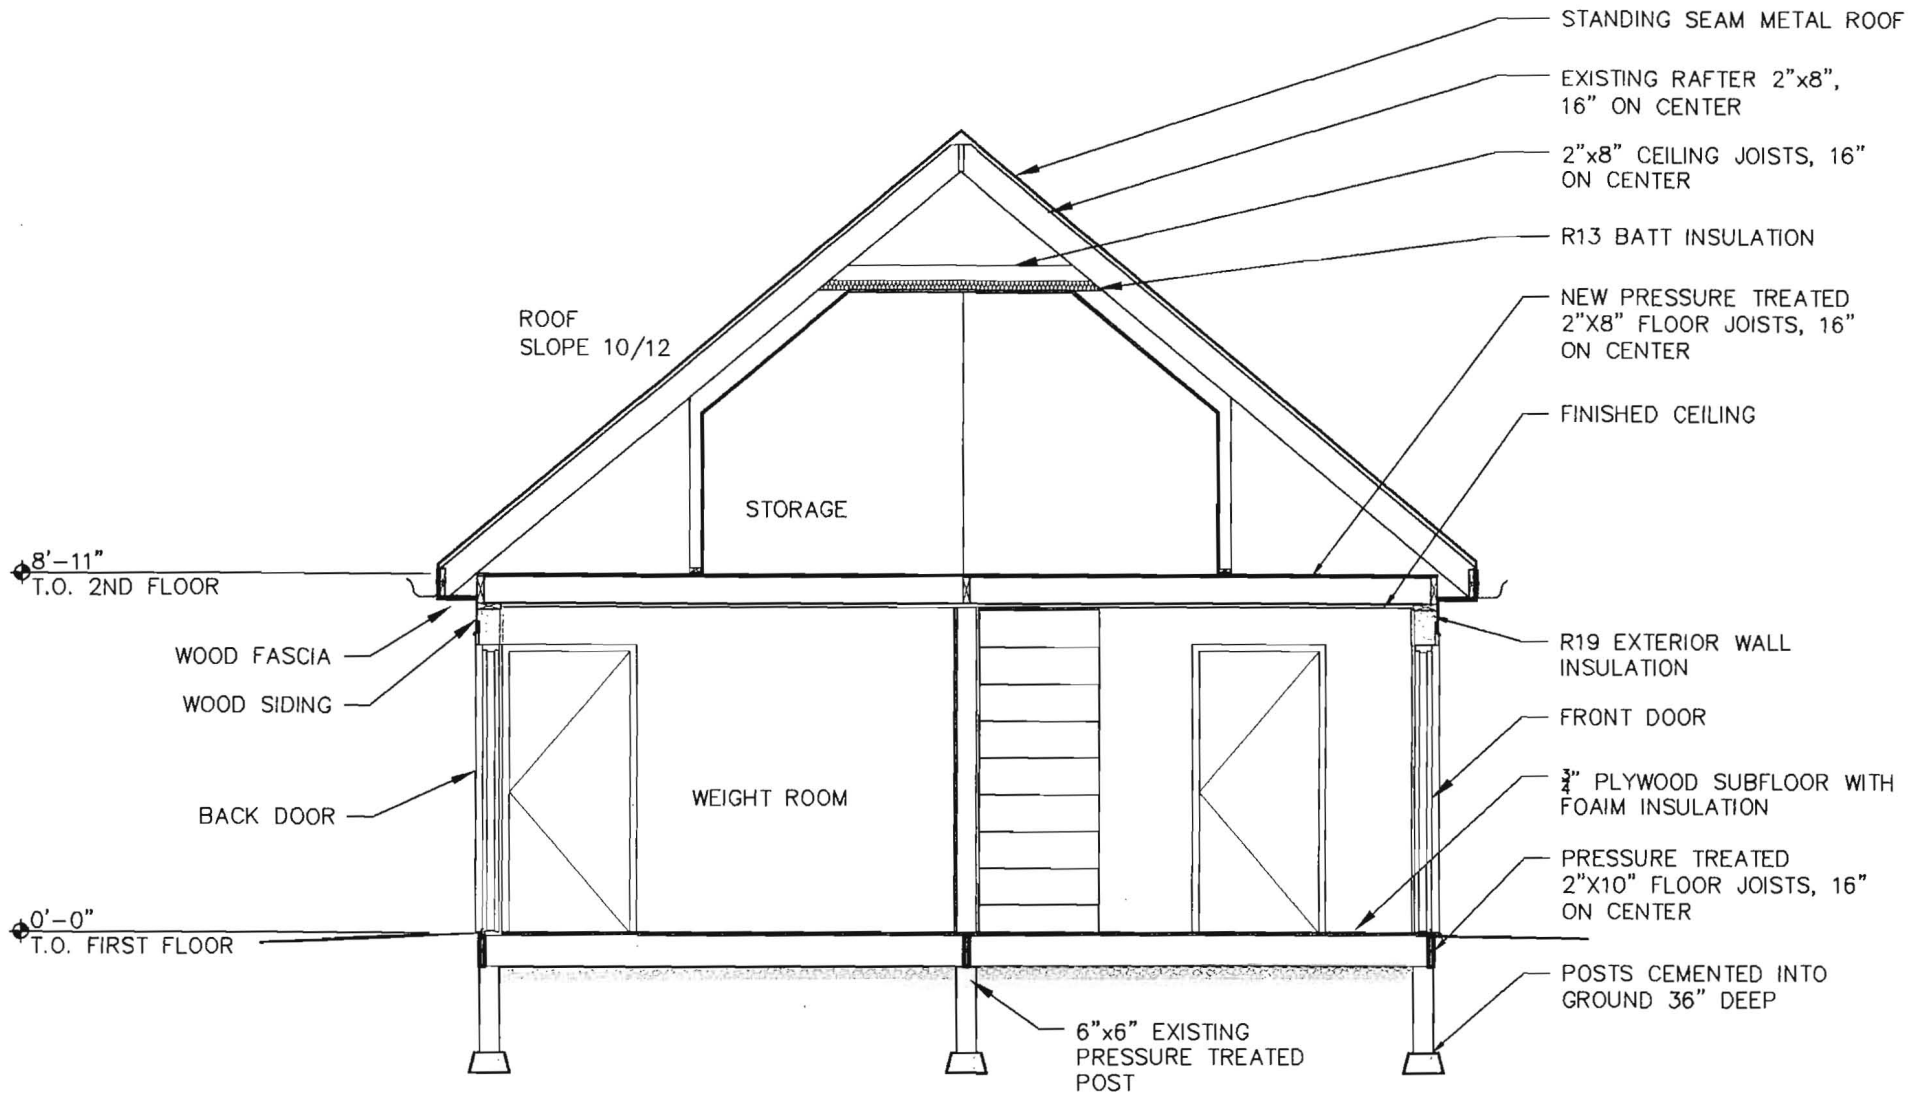 STANDING SEAM METAL ROOF
EXISTING RAFTER 2"x8",
16" ON CENTER
2"x8" CEILING JOISTS, 16"
ON CENTER
R13 BATT INSULATION
NEW PRESSURE TREATED
2"X8" FLOOR JOISTS, 16"
ON CENTER
FINISHED CEILING
ROOF
SLOPE 10/12
STORAGE
8'-11"
T.O. 2ND FLOOR
WOOD FASCIA
WOOD SIDING
BACK DOOR
WEIGHT ROOM
R19 EXTERIOR WALL
INSULATION
FRONT DOOR
3/4" PLYWOOD SUBFLOOR WITH
FOAIM INSULATION
PRESSURE TREATED
2"X10" FLOOR JOISTS, 16"
ON CENTER
0'-0"
T.O. FIRST FLOOR
POSTS CEMENTED INTO
GROUND 36" DEEP
6"x6" EXISTING
PRESSURE TREATED
POST